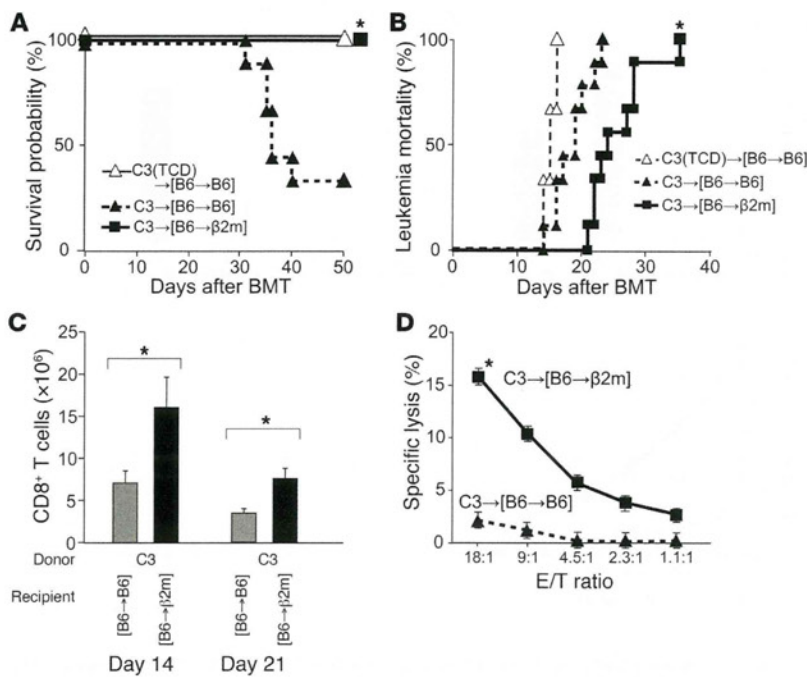 A
*
Survival probability (%)
100
50
0
C3(TCD)
→[B6→B6]
C3→[B6→B6]
C3→[B6→β2m]
0 10 20 30 40 50
Days after BMT
B
*
Leukemia mortality (%)
100
50
0
C3(TCD)→[B6→B6]
C3→[B6→B6]
C3→[B6→β2m]
0 10 20 30 40
Days after BMT
C
CD8⁺ T cells (×10⁶)
25
20
15
10
5
0
*
*
Donor C3 C3
Recipient
[B6→B6]
[B6→β2m]
[B6→B6]
[B6→β2m]
Day 14 Day 21
D
Specific lysis (%)
15
10
5
0
*
C3→[B6→β2m]
C3→[B6→B6]
18:1 9:1 4.5:1 2.3:1 1.1:1
E/T ratio